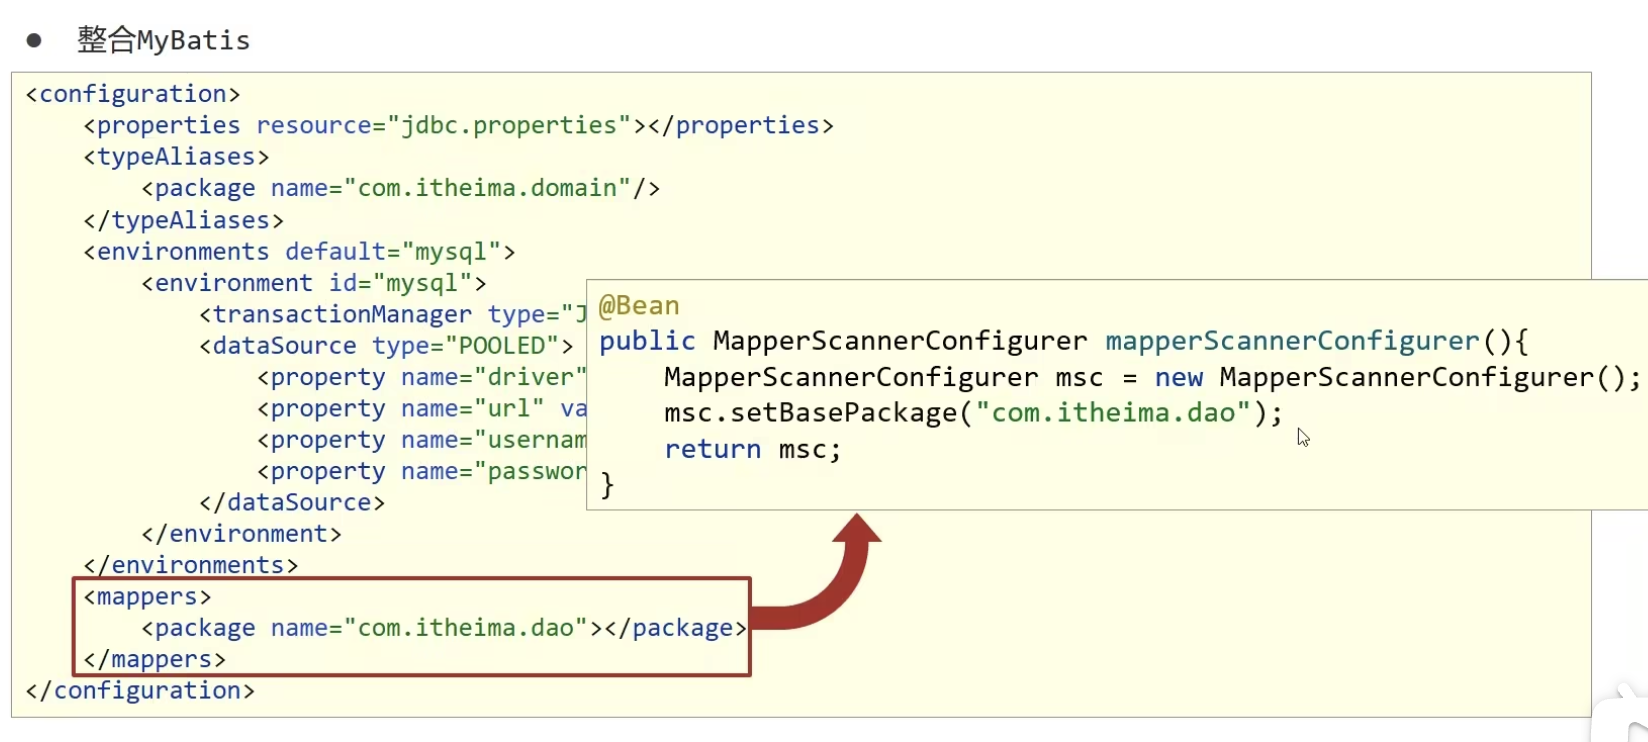 ● 整合MyBatis
<configuration>
    <properties resource="jdbc.properties"></properties>
    <typeAliases>
        <package name="com.itheima.domain"/>
    </typeAliases>
    <environments default="mysql">
        <environment id="mysql">
            <transactionManager type="J
            <dataSource type="POOLED">
                <property name="driver"
                <property name="url" va
                <property name="usernam
                <property name="passwor
            </dataSource>
        </environment>
    </environments>
    <mappers>
        <package name="com.itheima.dao"></package>
    </mappers>
</configuration>
@Bean
public MapperScannerConfigurer mapperScannerConfigurer(){
    MapperScannerConfigurer msc = new MapperScannerConfigurer();
    msc.setBasePackage("com.itheima.dao");
    return msc;
}